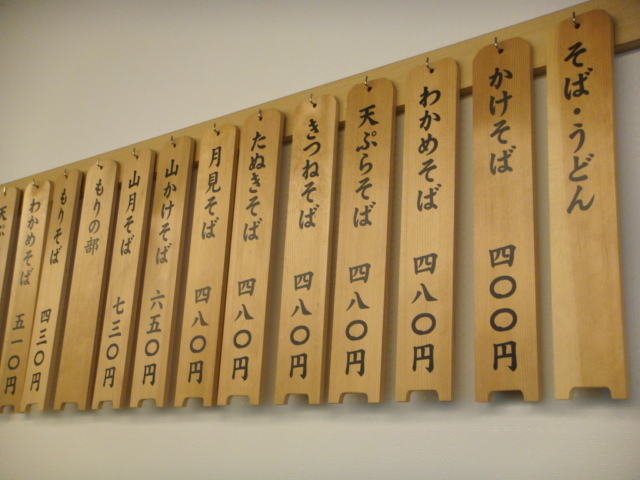 そば・うどん
かけそば 四〇〇円
わかめそば 四八〇円
天ぷらそば 四八〇円
きつねそば 四八〇円
たぬきそば 四八〇円
月見そば 四八〇円
山かけそば 六五〇円
山月そば 七三〇円
もりの部
もりそば 四三〇円
わかめそば 五一〇円
天ぷ